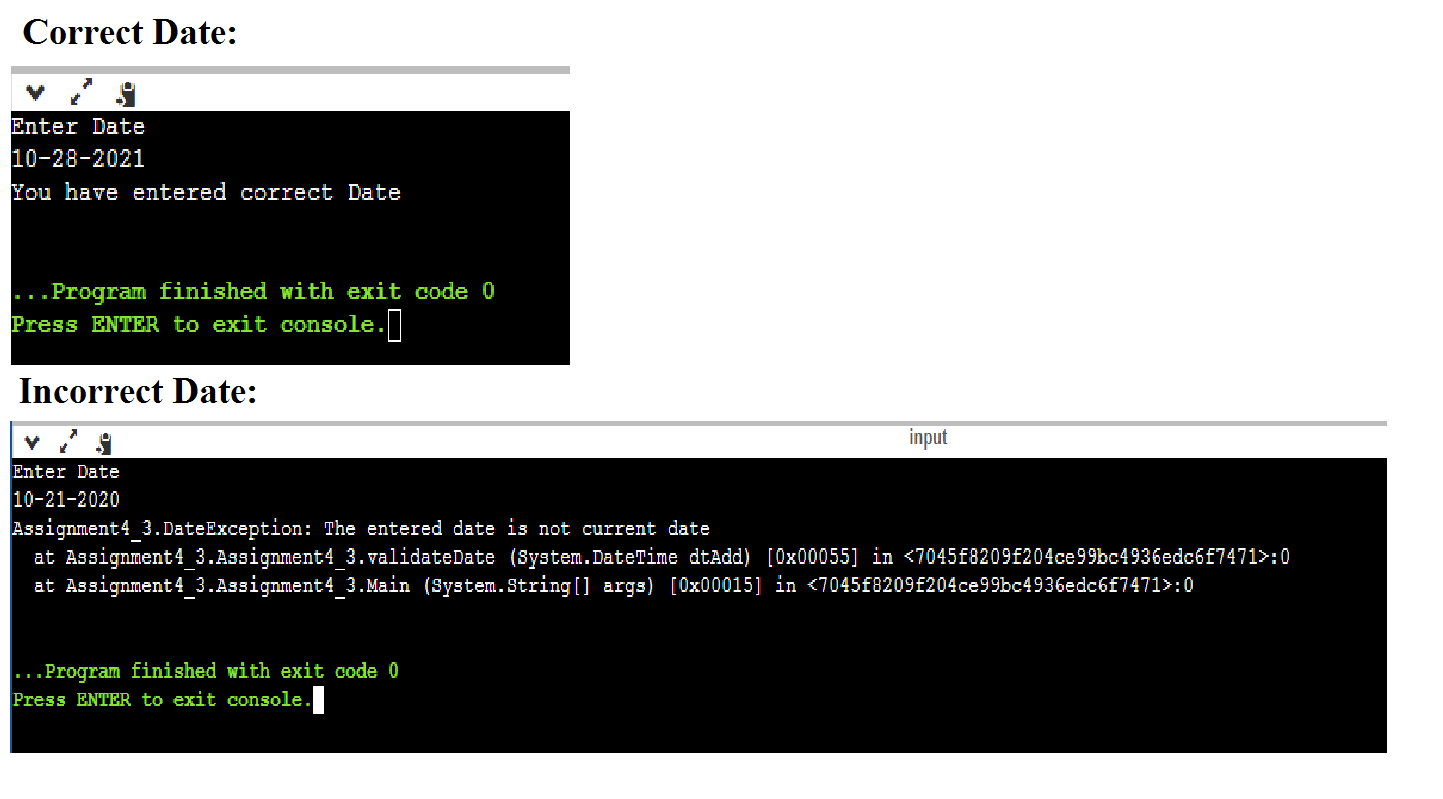 Correct Date:
Enter Date
10-28-2021
You have entered correct Date
...Program finished with exit code 0
Press ENTER to exit console.
Incorrect Date:
input
Enter Date
10-21-2020
Assignment4_3.DateException: The entered date is not current date
at Assignment4_3.Assignment4_3.validateDate (System.DateTime dtAdd) [0x00055] in <7045f8209f204ce99bc4936edc6f7471>:0
at Assignment4_3.Assignment4_3.Main (System.String[] args) [0x00015] in <7045f8209f204ce99bc4936edc6f7471>:0
...Program finished with exit code 0
Press ENTER to exit console.